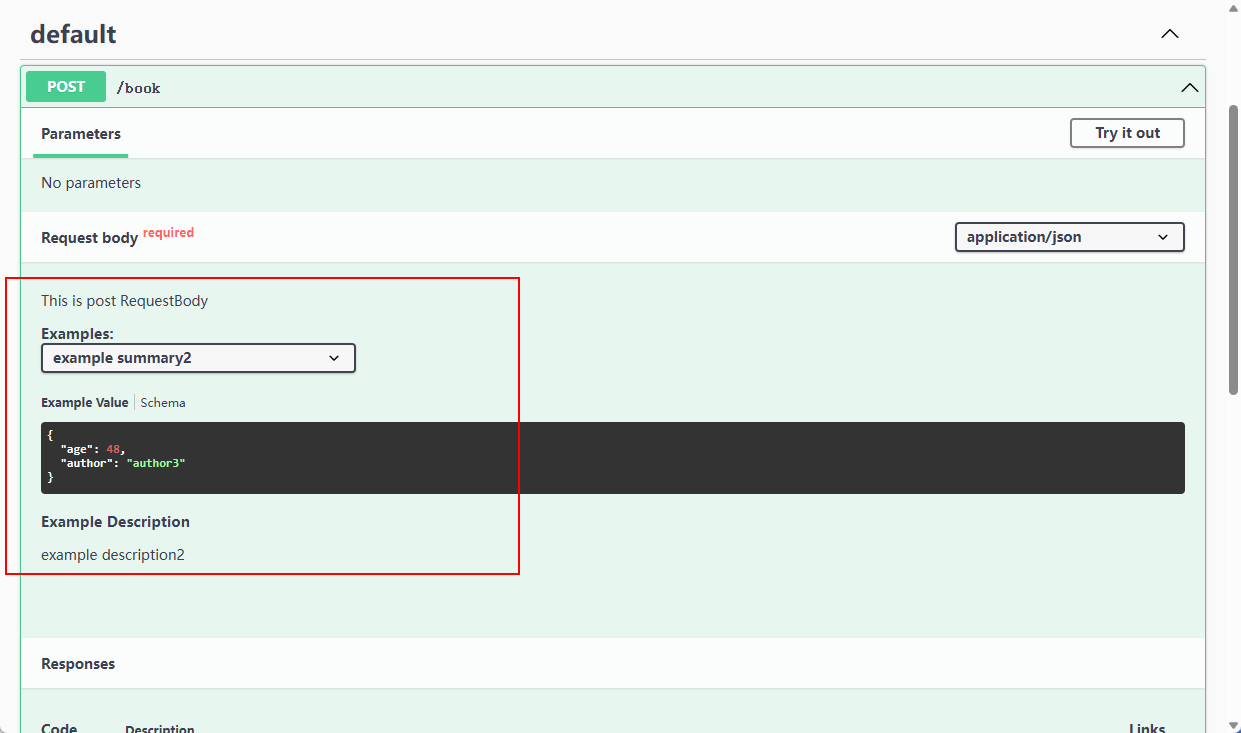 default
POST /book
Parameters Try it out
No parameters
Request body required application/json
This is post RequestBody
Examples:
example summary2
Example Value Schema
{
"age": 48,
"author": "author3"
}
Example Description
example description2
Responses
Code Description Links